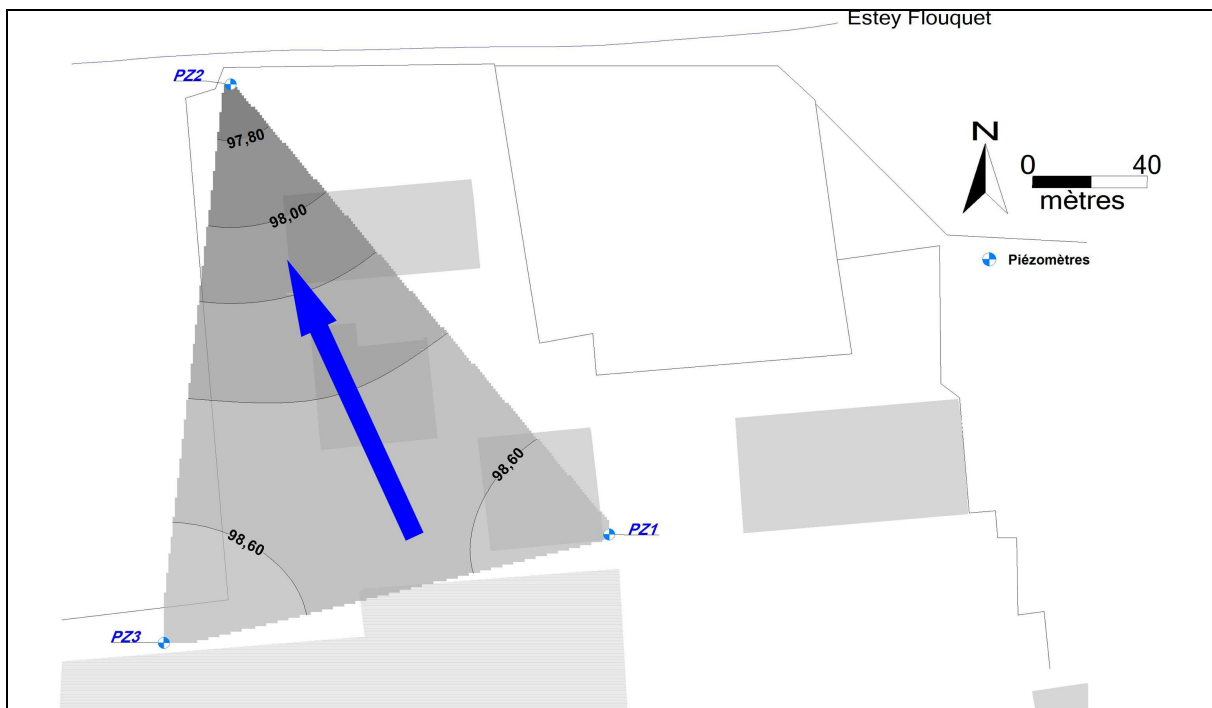 Estey Flouquet
PZ2
97,80
N
0 40
mètres
98,00
Piézomètres
98,60
PZ1
98,60
PZ3